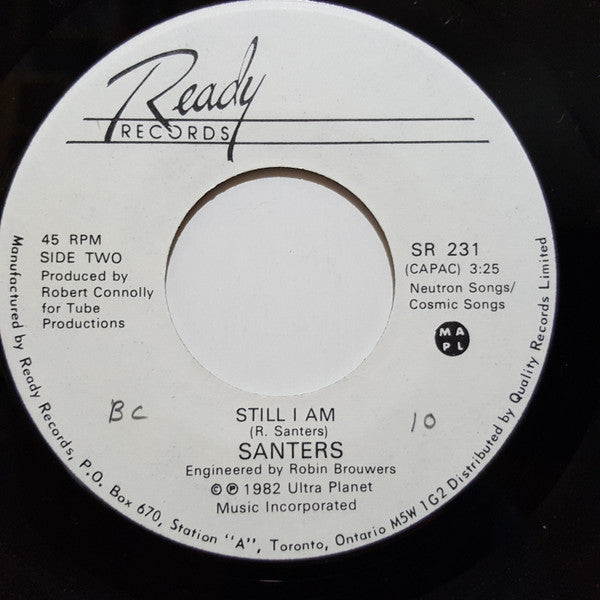 Ready
RECORDS
45 RPM
SIDE TWO
Produced by
Robert Connolly
for Tube
Productions
SR 231
(CAPAC) 3:25
Neutron Songs/
Cosmic Songs
M A
P L
BC
10
STILL I AM
(R. Santers)
SANTERS
Engineered by Robin Brouwers
© ℗ 1982 Ultra Planet
Music Incorporated
Manufactured by Ready Records, P.O. Box 670, Station "A", Toronto, Ontario M5W 1G2 Distributed by Quality Records Limited